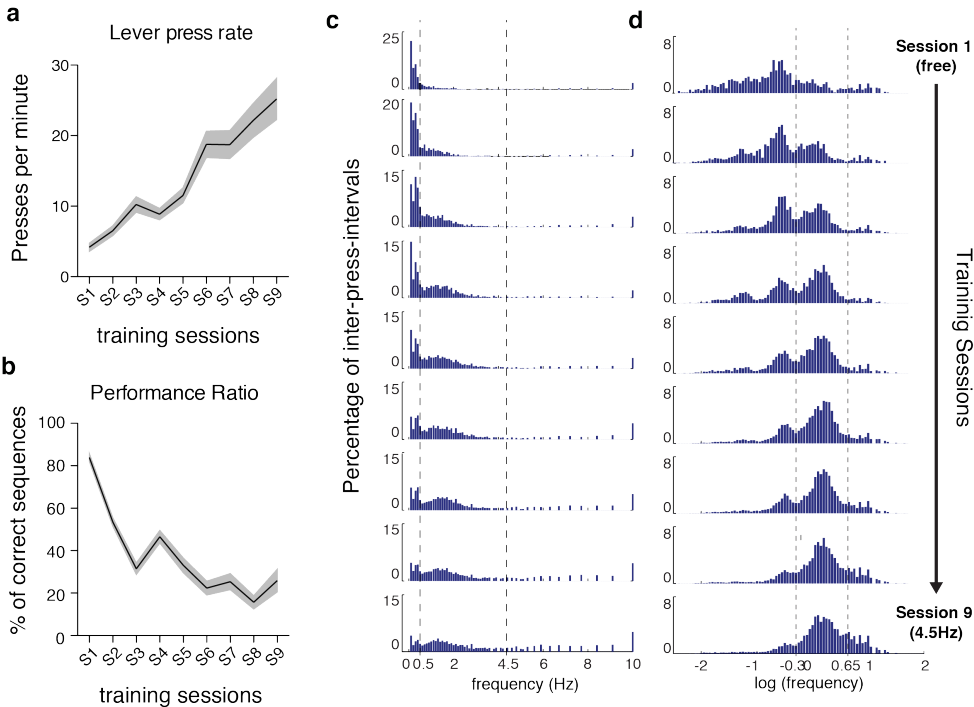 a
Lever press rate
Presses per minute
30
20
10
0
S1 S2 S3 S4 S5 S6 S7 S8 S9
training sessions
b
Performance Ratio
% of correct sequences
100
80
60
40
20
0
S1 S2 S3 S4 S5 S6 S7 S8 S9
training sessions
c
Percentage of inter-press-intervals
25
0
20
0
15
0
15
0
15
0
15
0
15
0
15
0
15
0
0 0.5 2 4.5 6 8 10
frequency (Hz)
d
8
0
8
0
8
0
8
0
8
0
8
0
8
0
8
0
8
0
-2 -1 -0.3 0 0.65 1 2
log (frequency)
Session 1
(free)
Traininig Sessions
Session 9
(4.5Hz)